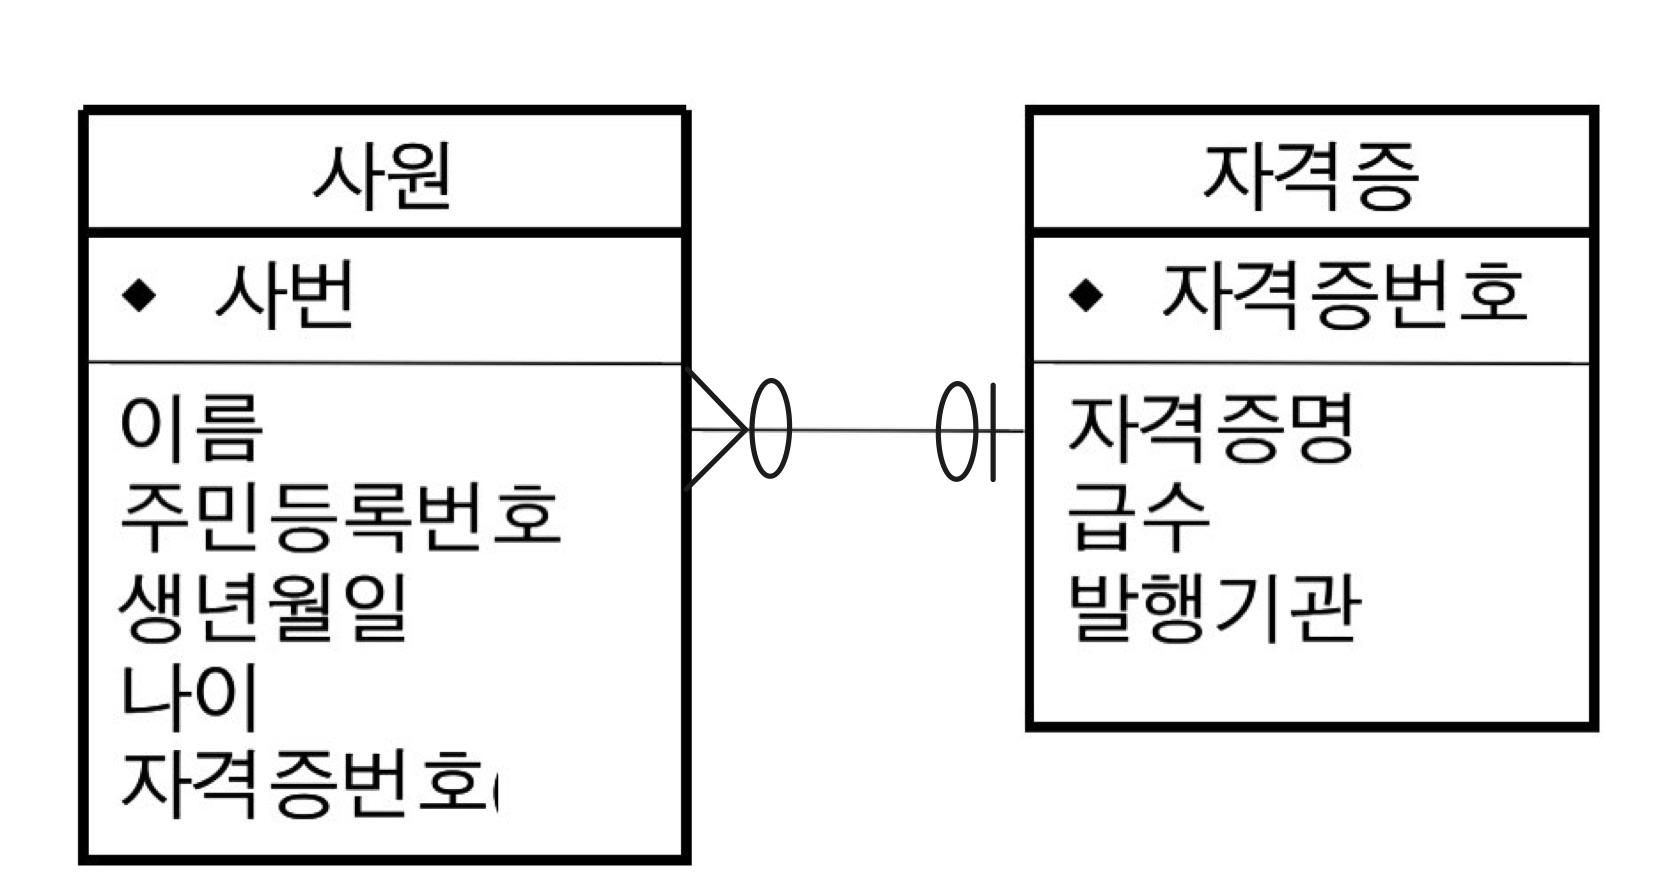 사원
◆ 사번
이름
주민등록번호
생년월일
나이
자격증번호(
자격증
◆ 자격증번호
자격증명
급수
발행기관